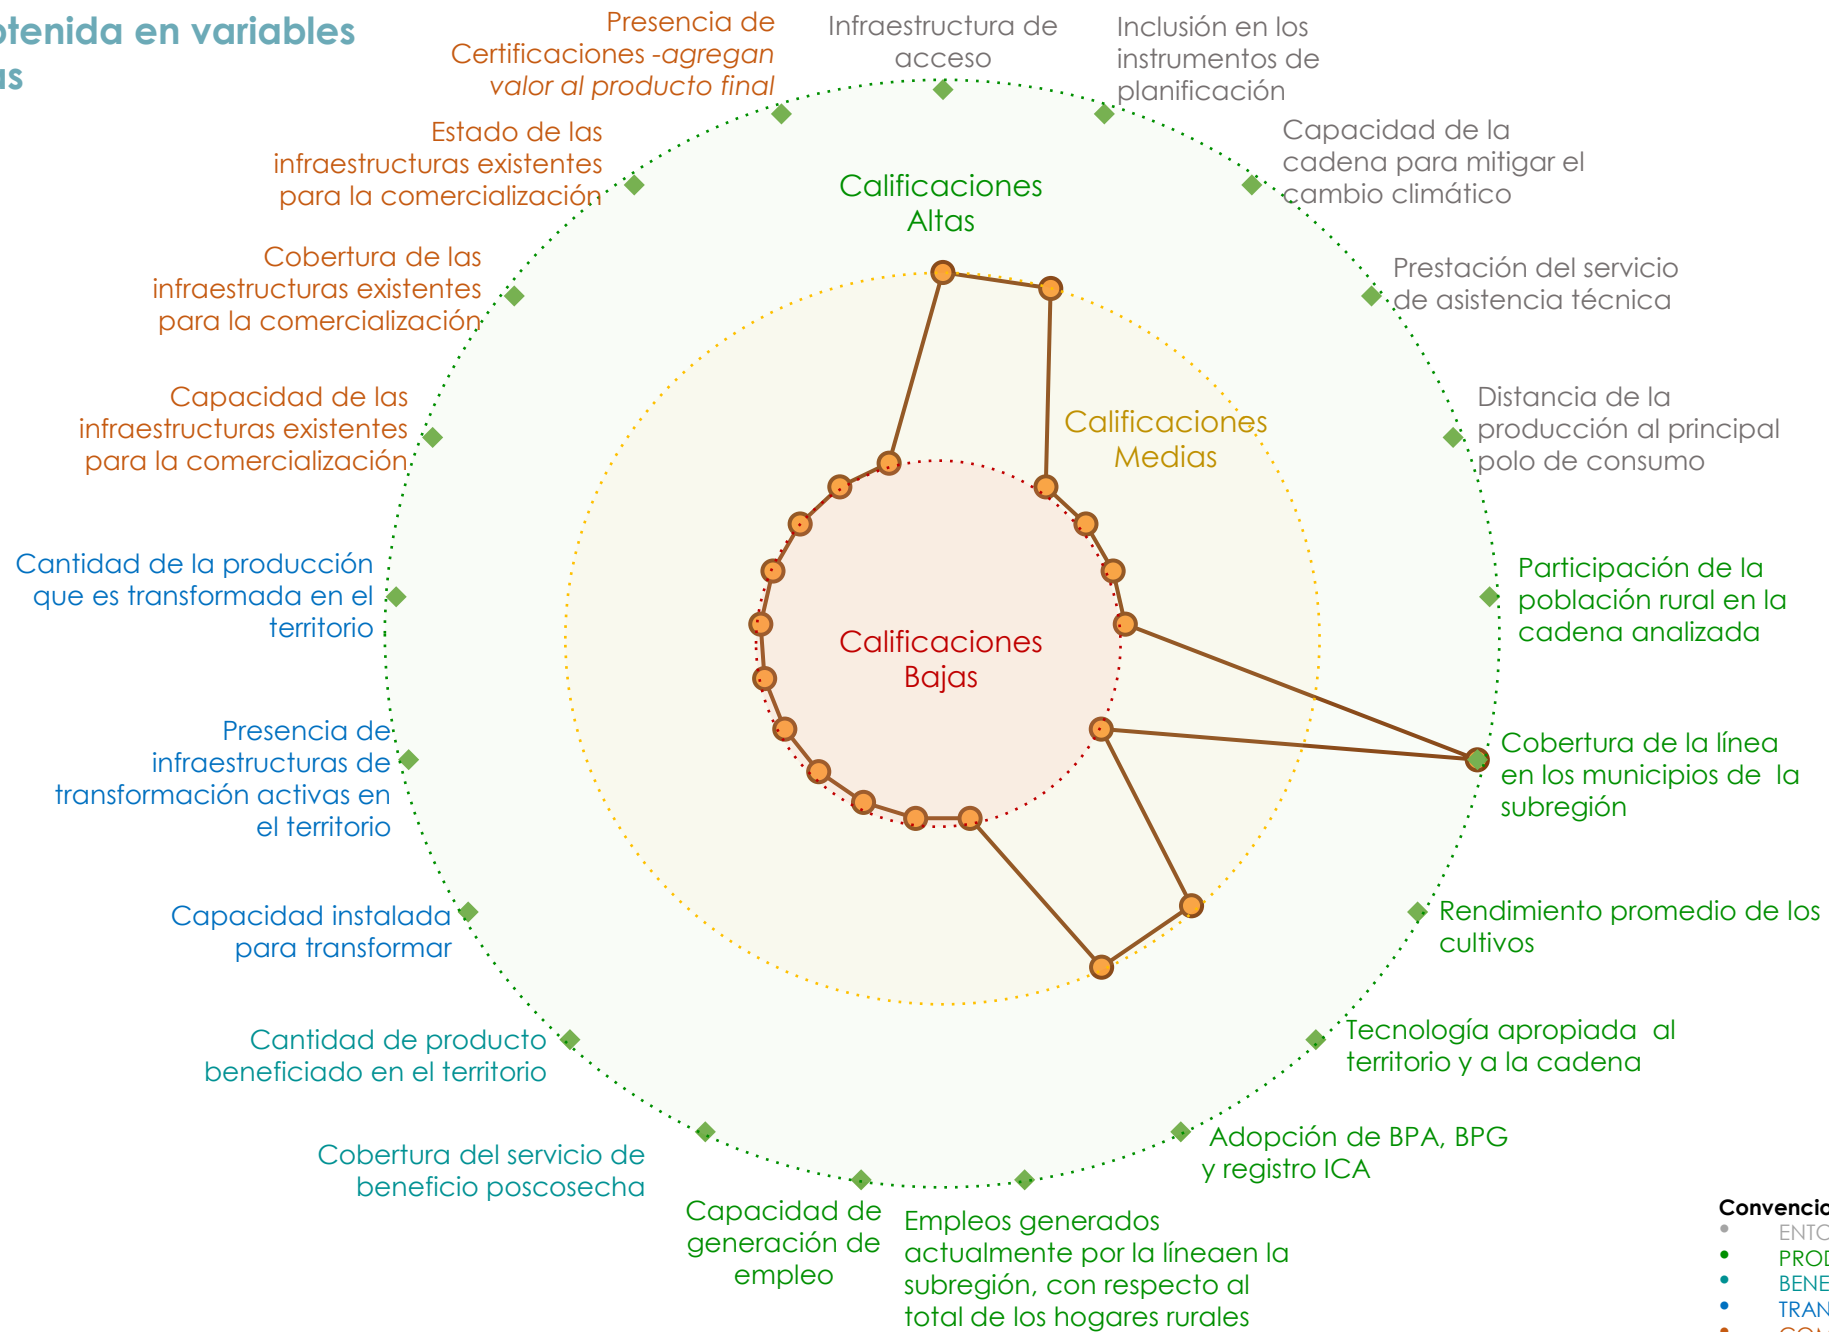 en variables
Presencia de
Certificaciones -agregan
valor al producto final
Infraestructura de
acceso
Inclusión en los
instrumentos de
planificación
Capacidad de la
cadena para mitigar el
cambio climático
Prestación del servicio
de asistencia técnica
Distancia de la
producción al principal
polo de consumo
Participación de la
población rural en la
cadena analizada
Cobertura de la línea
en los municipios de la
subregión
Rendimiento promedio de los
cultivos
Tecnología apropiada al
territorio y a la cadena
Adopción de BPA, BPG
y registro ICA
Empleos generados
actualmente por la líneaen la
subregión, con respecto al
total de los hogares rurales
Capacidad de
generación de
empleo
Cobertura del servicio de
beneficio poscosecha
Cantidad de producto
beneficiado en el territorio
Capacidad instalada
para transformar
Presencia de
infraestructuras de
transformación activas en
el territorio
Cantidad de la producción
que es transformada en el
territorio
Capacidad de las
infraestructuras existentes
para la comercialización
Cobertura de las
infraestructuras existentes
para la comercialización
Estado de las
infraestructuras existentes
para la comercialización
Calificaciones
Altas
Calificaciones
Medias
Calificaciones
Bajas